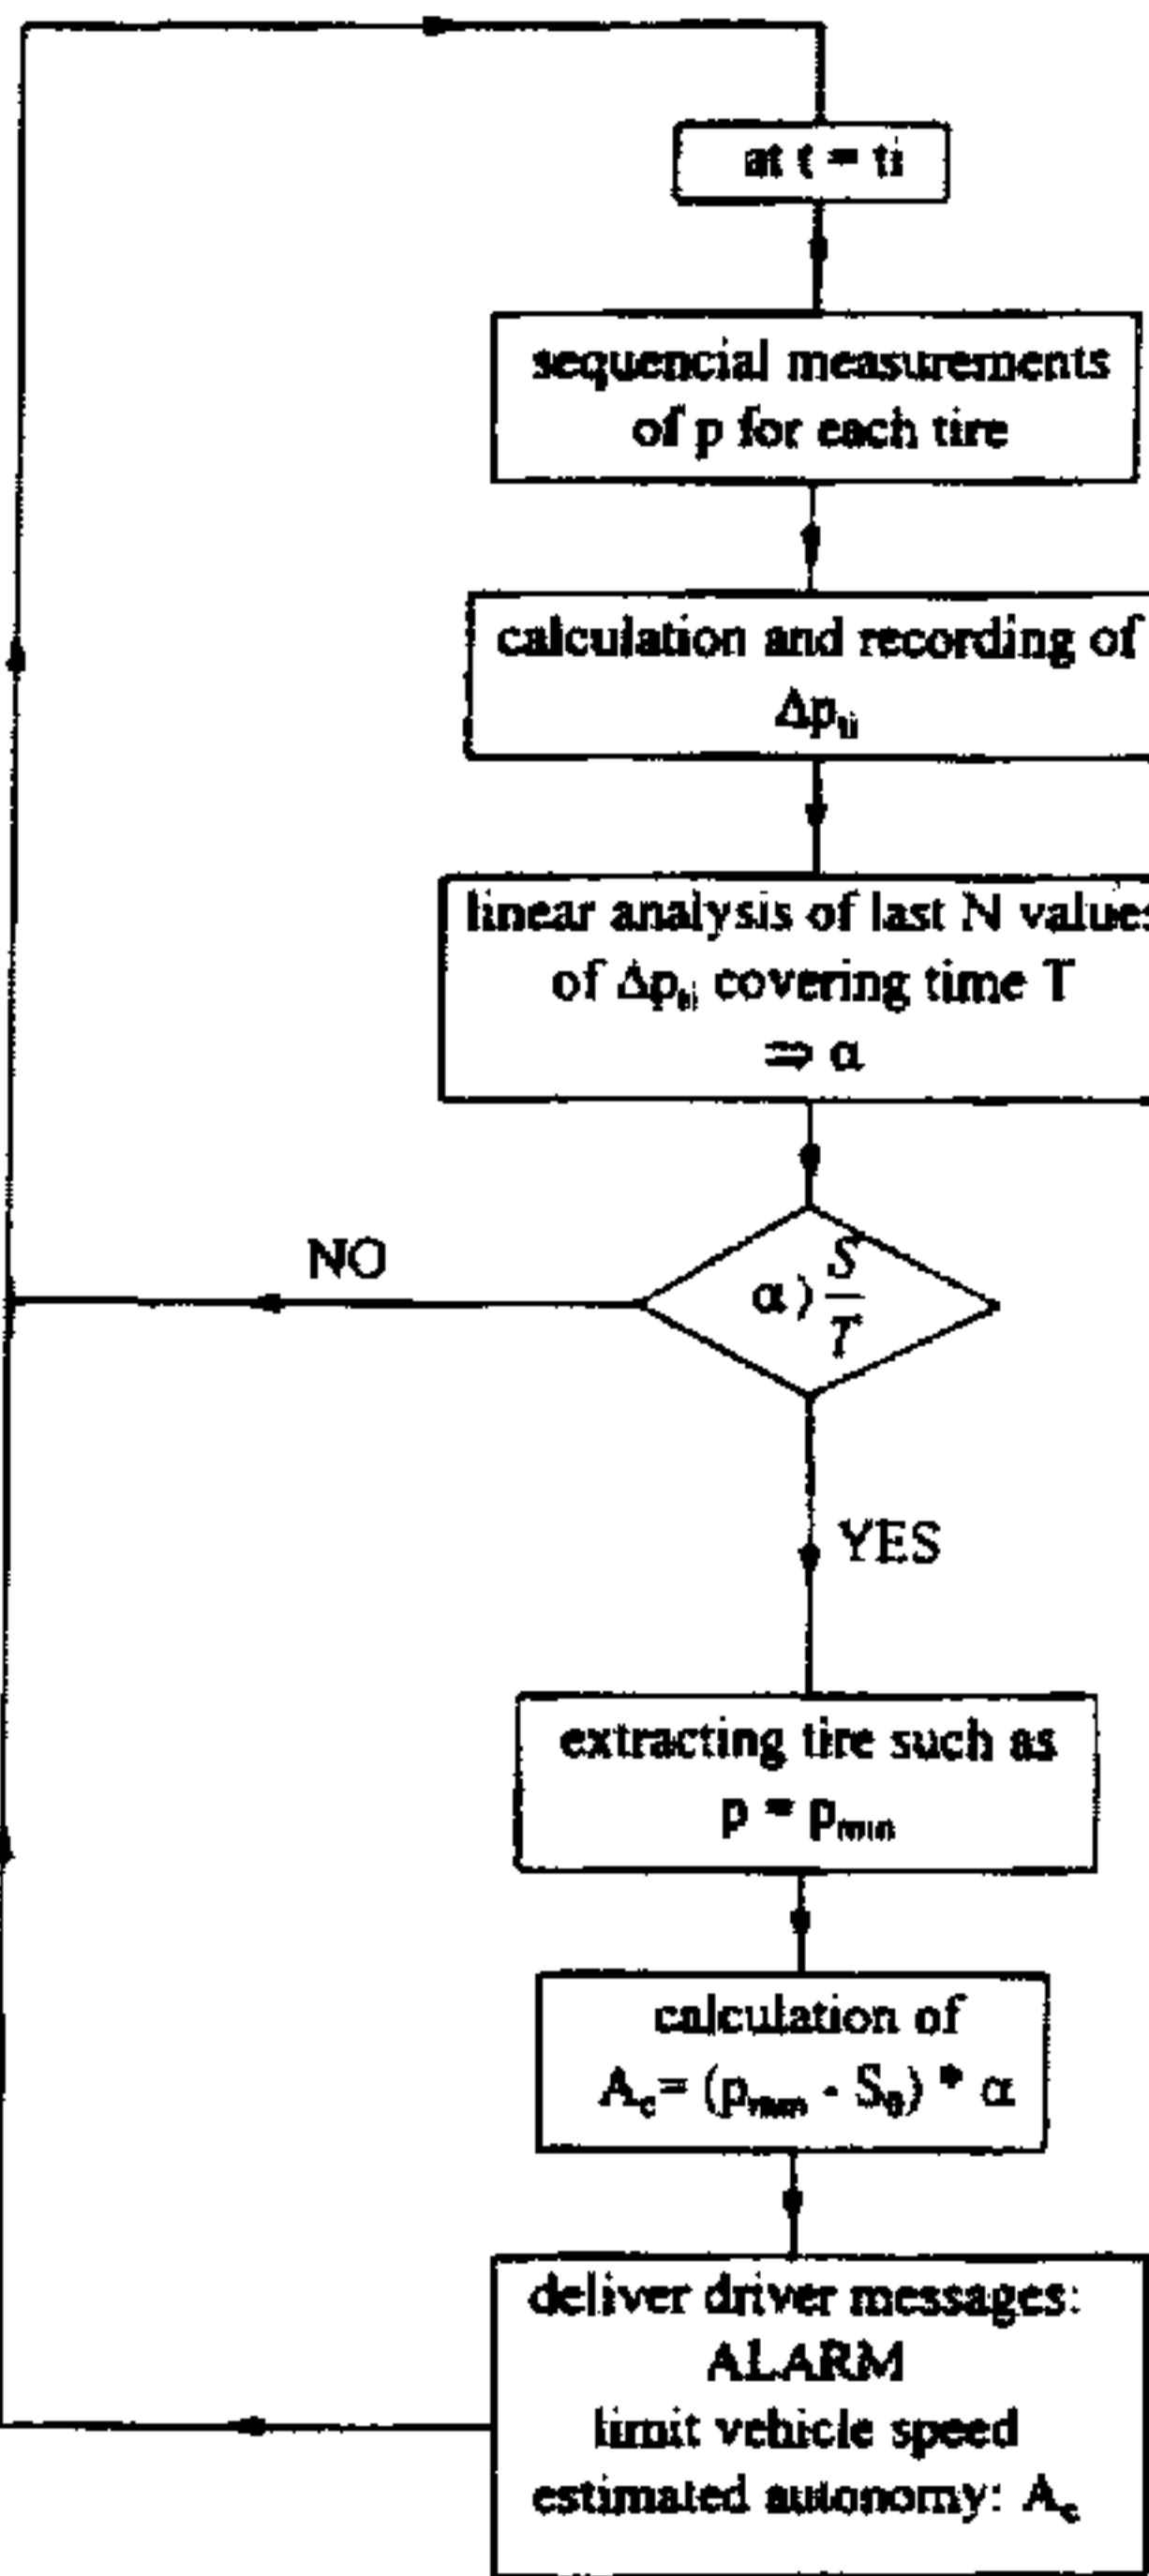 at t = ti
sequencial measurements
of p for each tire
calculation and recording of
Δpti
linear analysis of last N values
of Δpti covering time T
⇒ α
NO
α ⟩ S/T
YES
extracting tire such as
p = pmin
calculation of
Ac= (pmin - S0) * α
deliver driver messages:
ALARM
limit vehicle speed
estimated autonomy: Ac